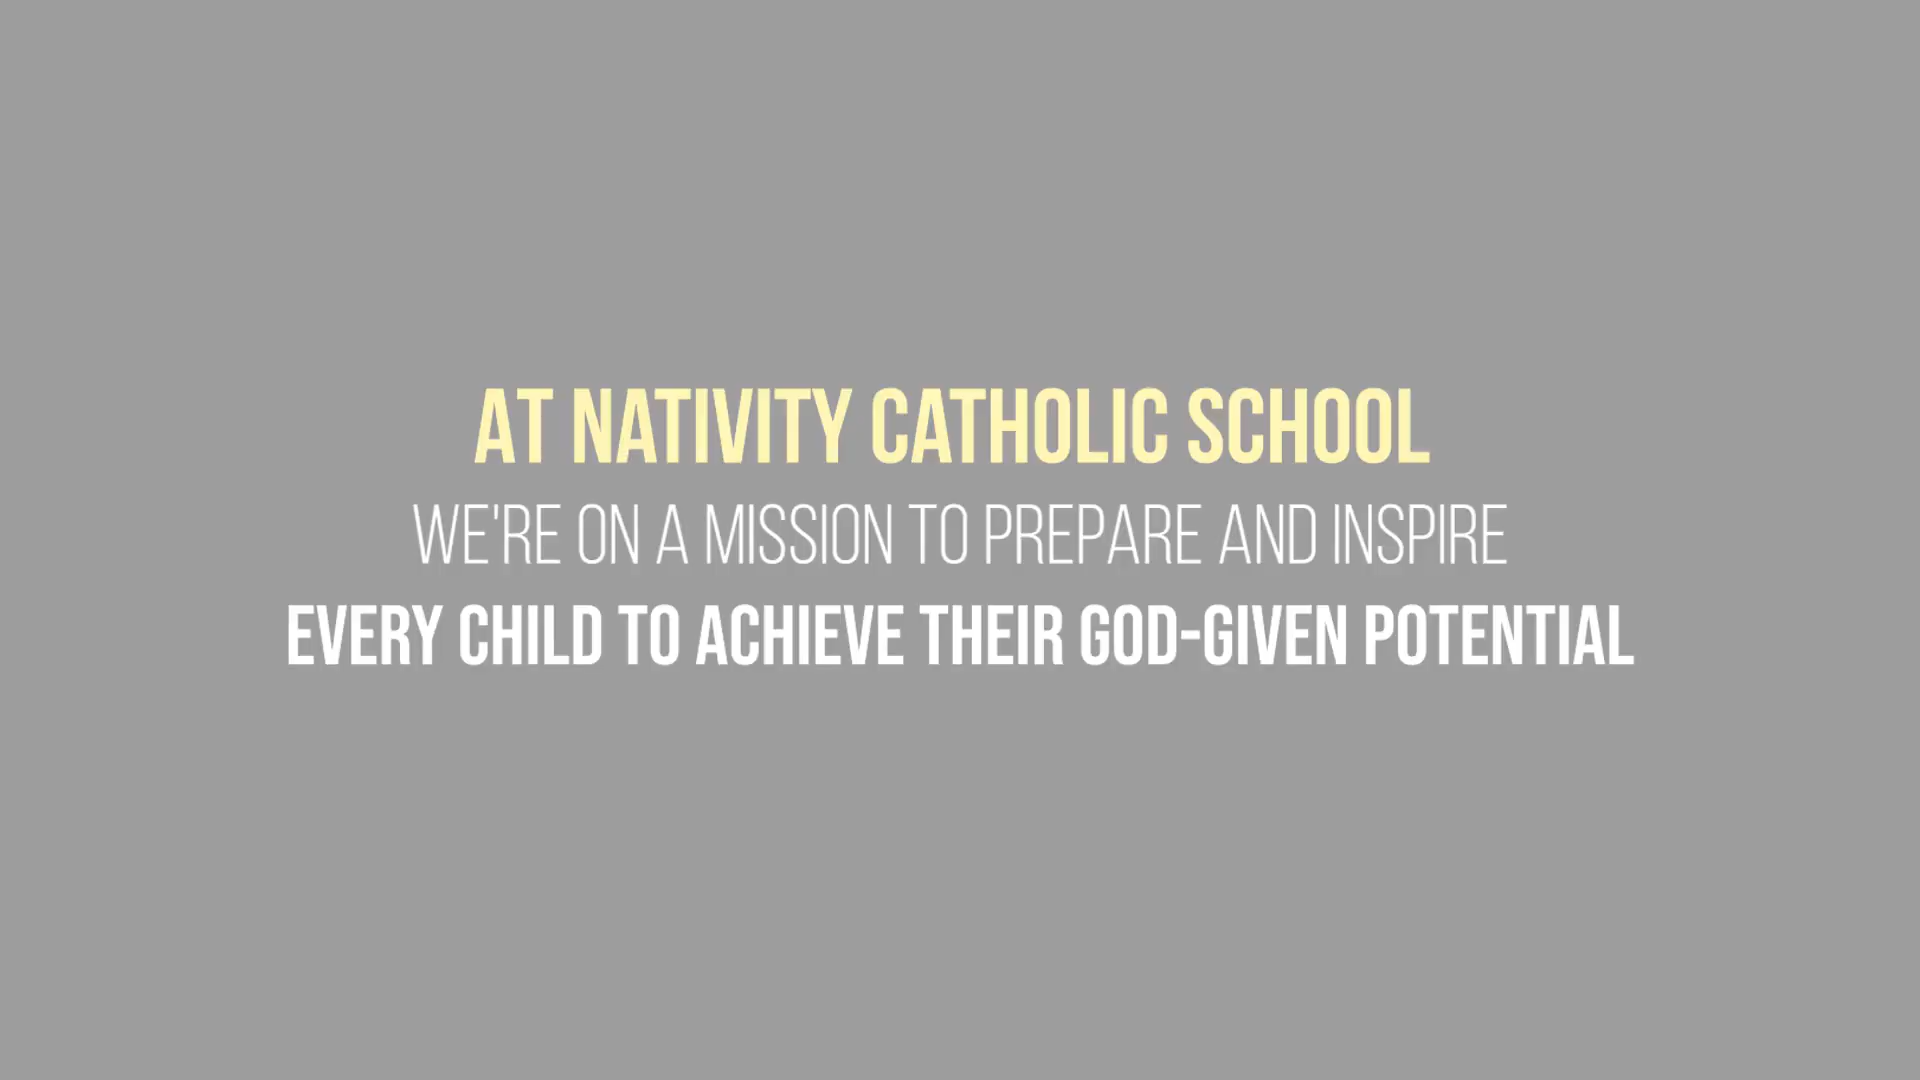 AT NATIVITY CATHOLIC SCHOOL
WE'RE ON A MISSION TO PREPARE AND INSPIRE
EVERY CHILD TO ACHIEVE THEIR GOD-GIVEN POTENTIAL